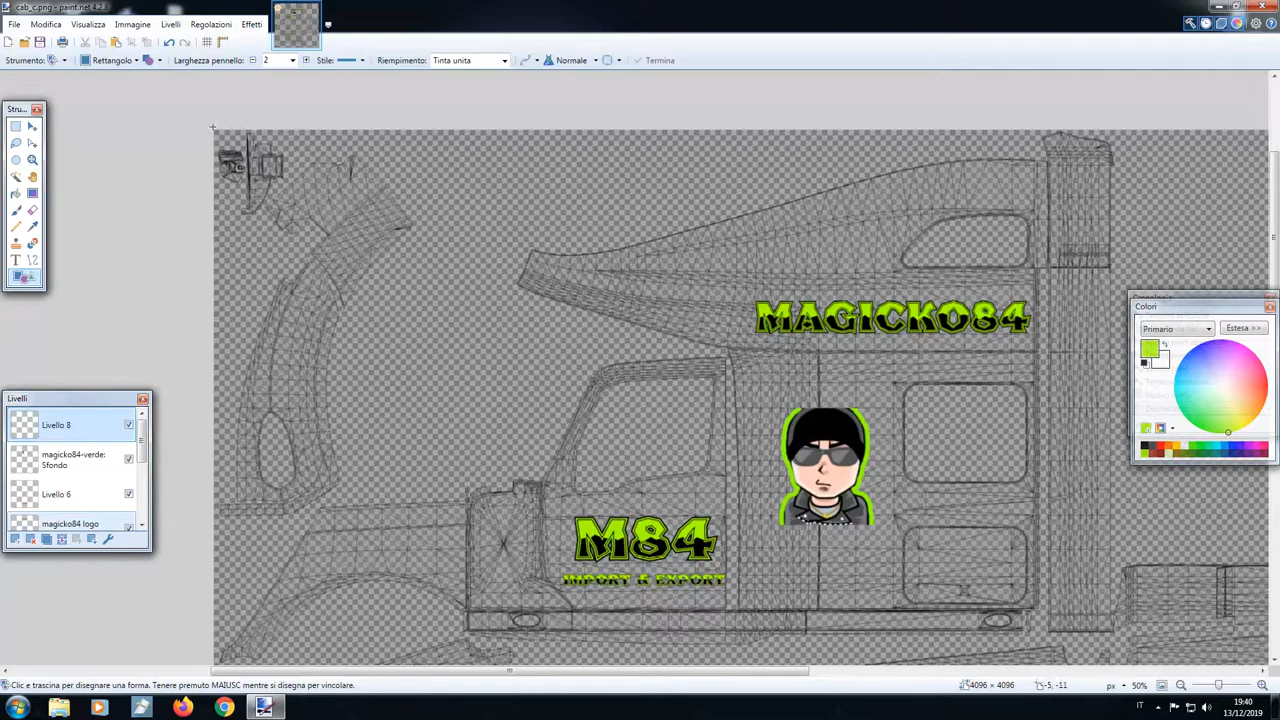 cab_c.png - paint.net 4.2.8
File Modifica Visualizza Immagine Livelli Regolazioni Effetti
Strumento: Rettangolo Larghezza pennello: 2 Stile: Riempimento: Tinta unita Normale Termina
Stru...
MAGICKO84
Colori
Primario
Estesa >>
Livelli
Livello 8
magicko84-verde:
Sfondo
Livello 6
magicko84 logo
M84
IMPORT & EXPORT
Clic e trascina per disegnare una forma. Tenere premuto MAIUSC mentre si disegna per vincolare.
4096 × 4096
-5, -11
px
50%
IT
19:40
13/12/2019